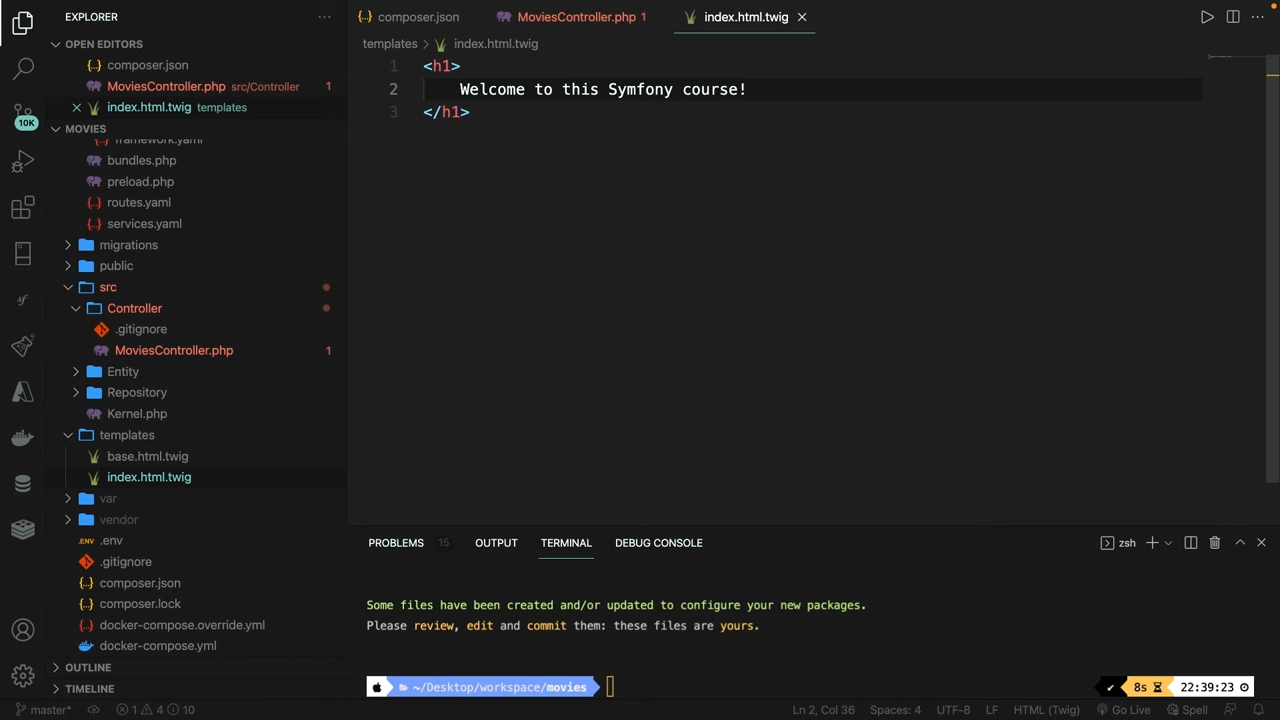 EXPLORER
composer.json
MoviesController.php 1
index.html.twig
OPEN EDITORS
composer.json
MoviesController.php src/Controller 1
index.html.twig templates
MOVIES
framework.yaml
bundles.php
preload.php
routes.yaml
services.yaml
migrations
public
src
Controller
.gitignore
MoviesController.php 1
Entity
Repository
Kernel.php
templates
base.html.twig
index.html.twig
var
vendor
.env
.gitignore
composer.json
composer.lock
docker-compose.override.yml
docker-compose.yml
OUTLINE
TIMELINE
10K
templates > index.html.twig
1 <h1>
2 Welcome to this Symfony course!
3 </h1>
PROBLEMS 15 OUTPUT TERMINAL DEBUG CONSOLE
zsh
Some files have been created and/or updated to configure your new packages.
Please review, edit and commit them: these files are yours.
~/Desktop/workspace/movies
8s 22:39:23
master* 1 4 10
Ln 2, Col 36 Spaces: 4 UTF-8 LF HTML (Twig) Go Live Spell